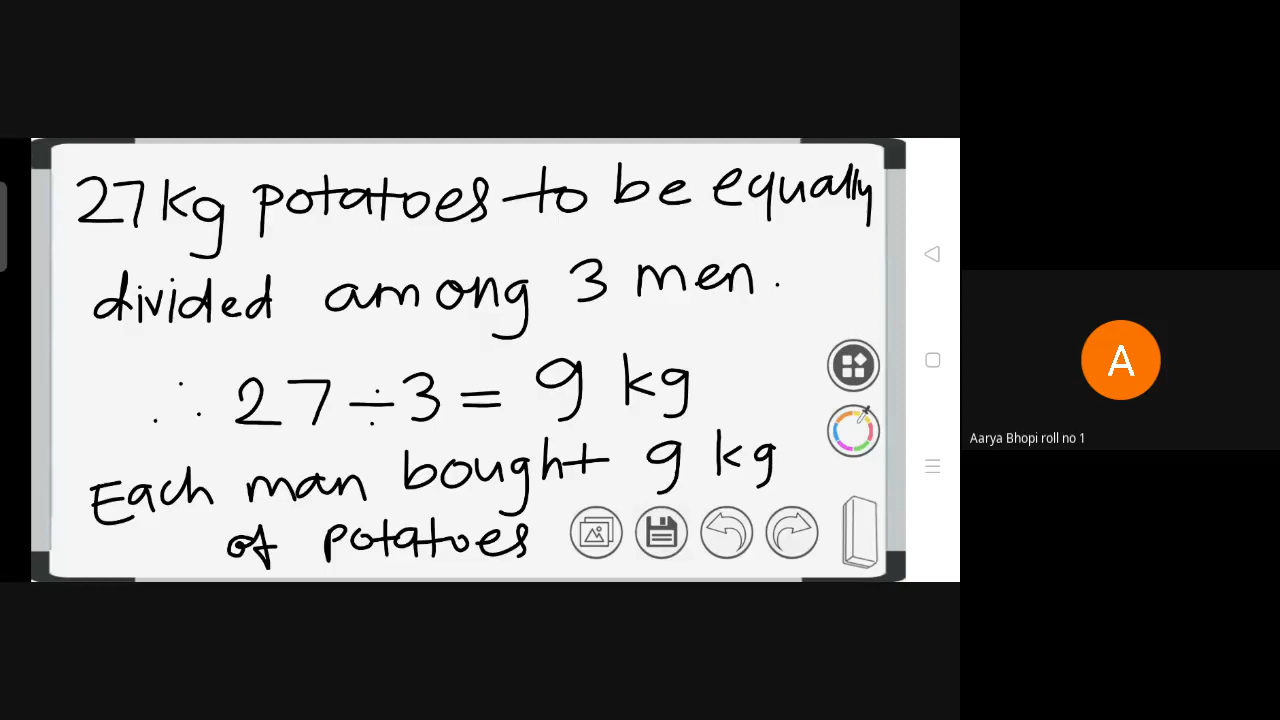 27 kg potatoes to be equally
divided among 3 men.
∴ 27 ÷ 3 = 9 kg
Each man bought 9 kg
of potatoes
A
Aarya Bhopi roll no 1